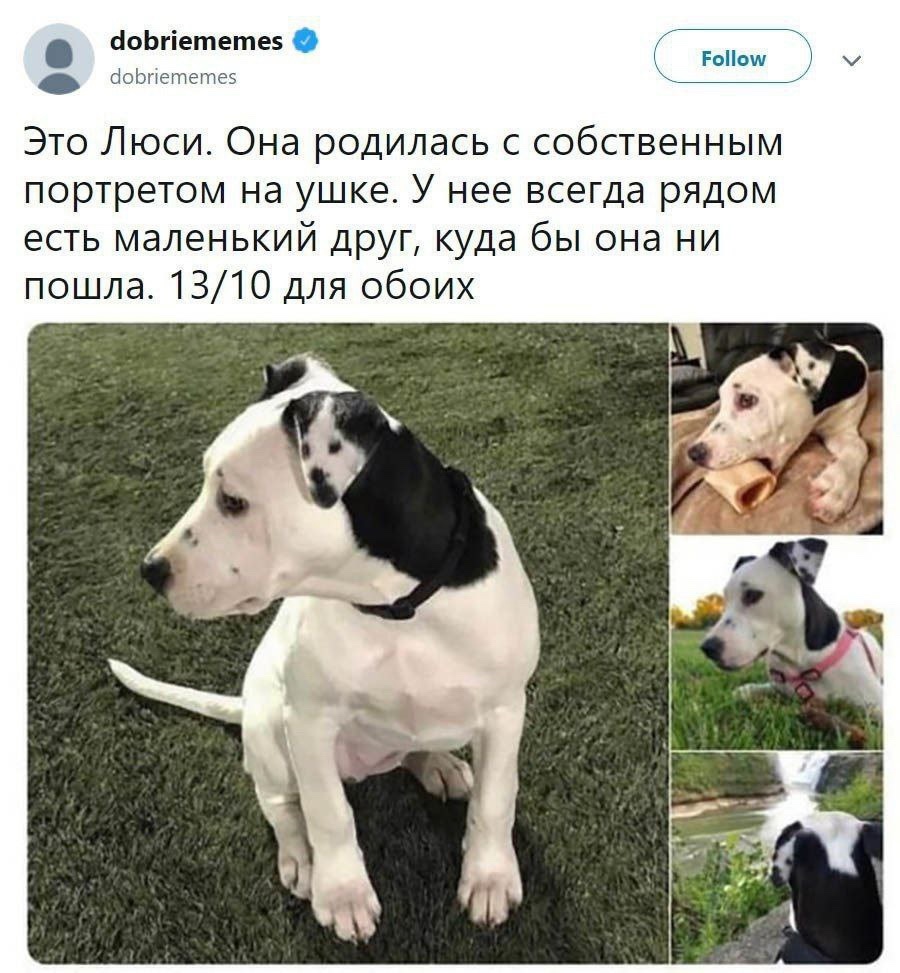 dobriememes
dobriememes
Follow
Это Люси. Она родилась с собственным
портретом на ушке. У нее всегда рядом
есть маленький друг, куда бы она ни
пошла. 13/10 для обоих